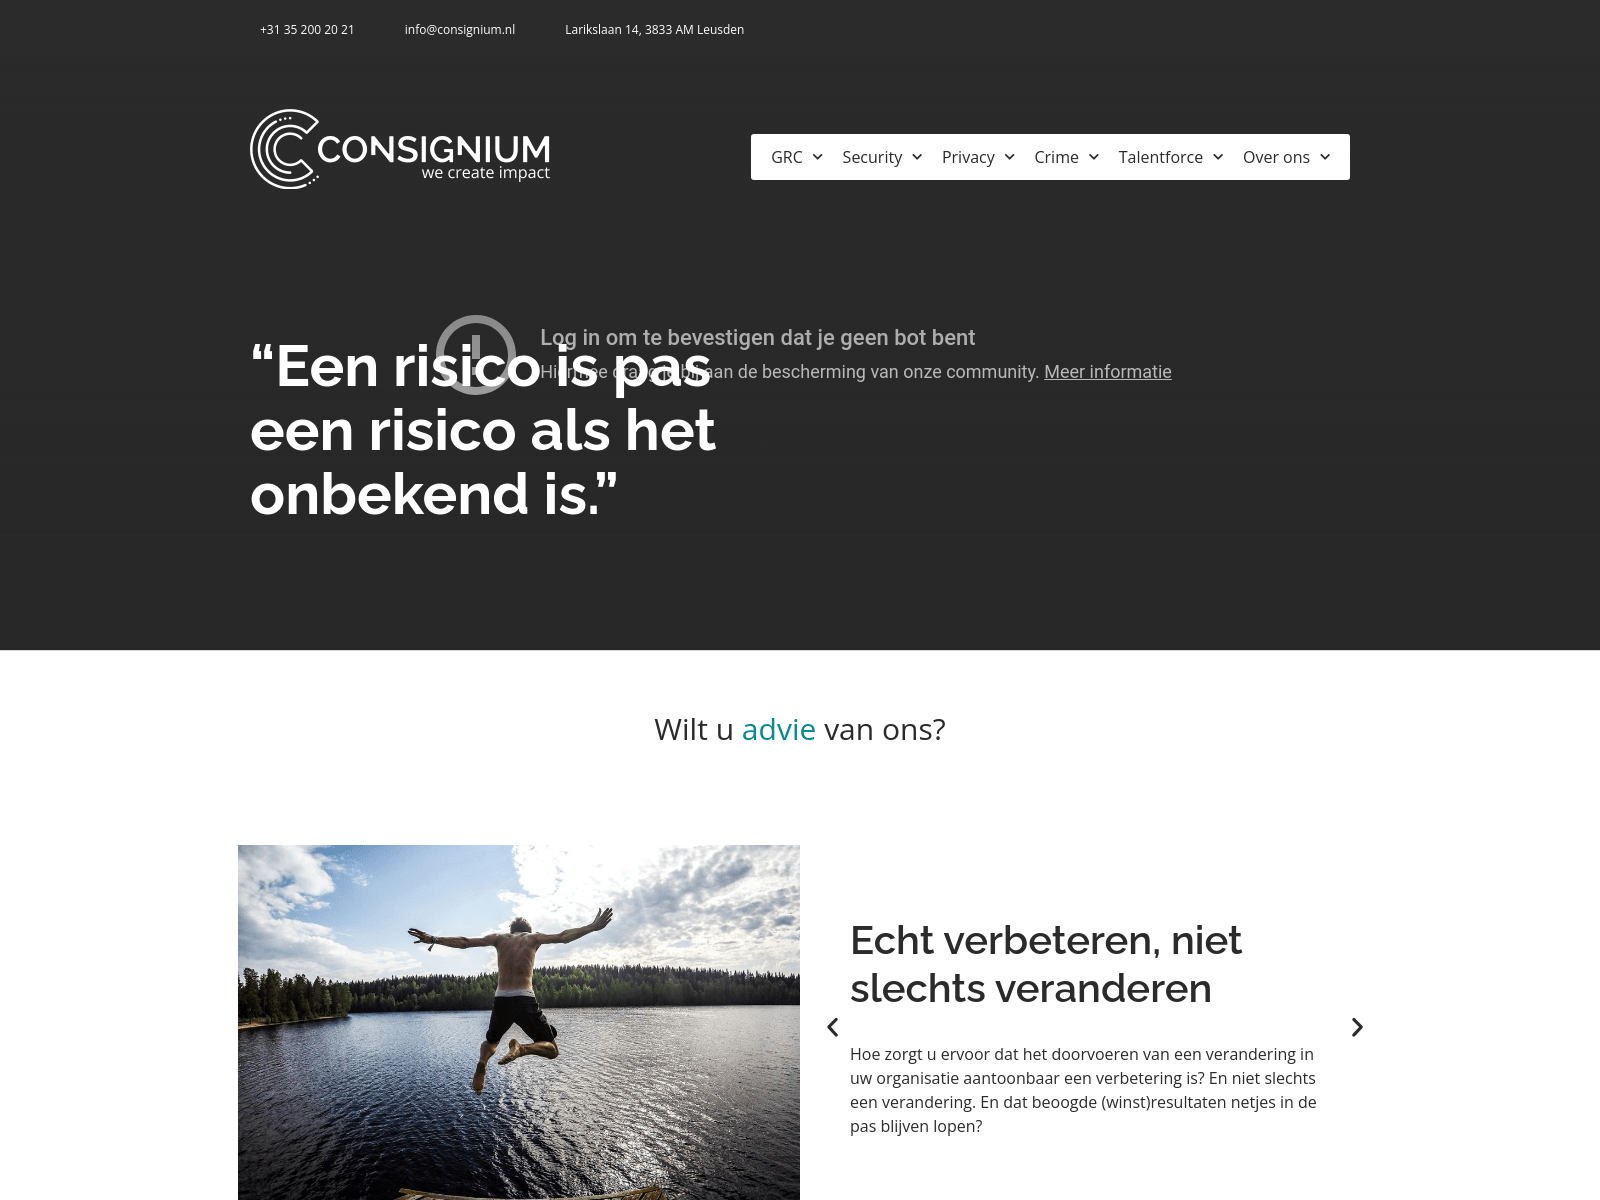 +31 35 200 20 21
info@consignium.nl
Larikslaan 14, 3833 AM Leusden
CONSIGNIUM
we create impact
GRC
Security
Privacy
Crime
Talentforce
Over ons
Log in om te bevestigen dat je geen bot bent
aan de bescherming van onze community. Meer informatie
“Een risico is pas
een risico als het
onbekend is.”
Wilt u advie van ons?
Echt verbeteren, niet
slechts veranderen
Hoe zorgt u ervoor dat het doorvoeren van een verandering in
uw organisatie aantoonbaar een verbetering is? En niet slechts
een verandering. En dat beoogde (winst)resultaten netjes in de
pas blijven lopen?